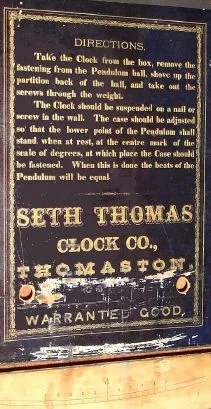 DIRECTIONS.
Take the Clock from the box, remove the
fastening from the Pendulum ball, shove up the
partition back of the ball, and take out the
screws through the weight.
The Clock should be suspended on a nail or
screw in the wall. The case should be adjusted
so that the lower point of the Pendulum shall
stand, when at rest, at the centre mark of the
scale of degrees, at which place the Case should
be fastened. When this is done the beats of the
Pendulum will be equal.
SETH THOMAS
CLOCK CO.,
THOMASTON,
WARRANTED GOOD.